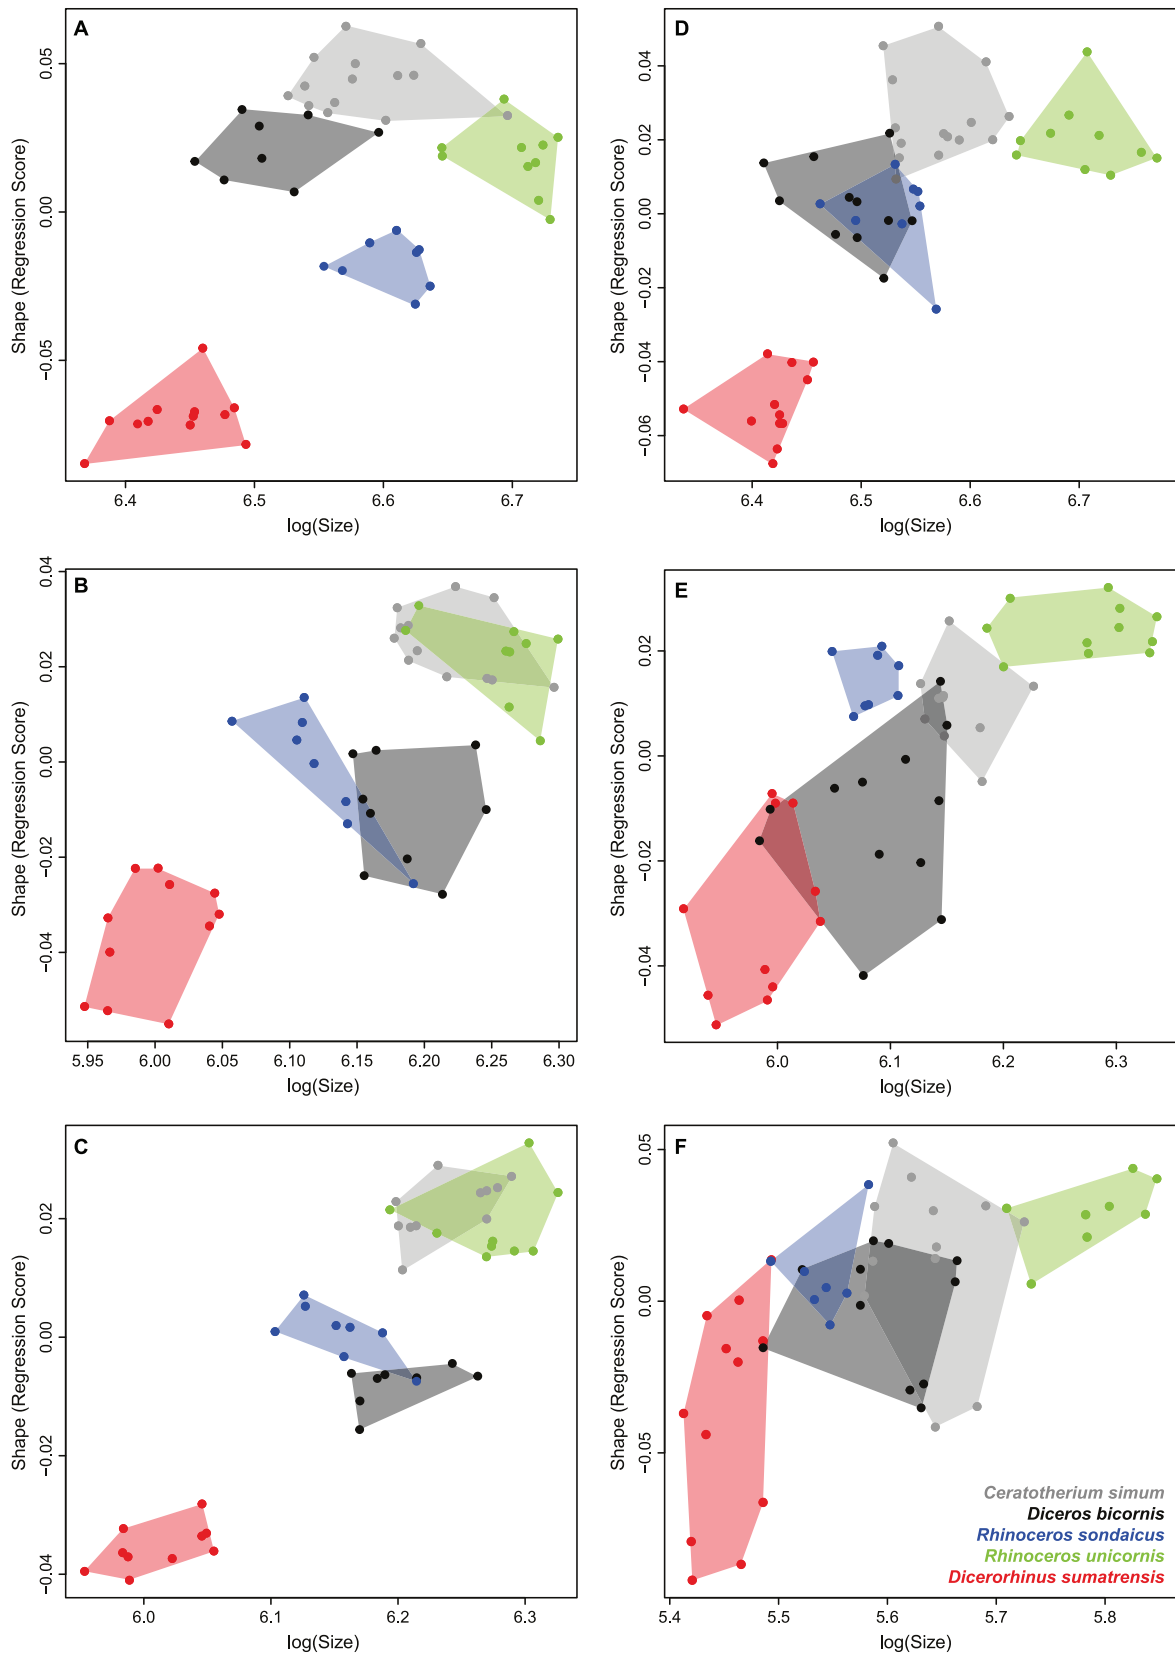 A
0.05
0.00
−0.05
Shape (Regression Score)
6.4 6.5 6.6 6.7
log(Size)
D
0.04
0.02
0.00
−0.02
−0.04
−0.06
Shape (Regression Score)
6.4 6.5 6.6 6.7
log(Size)
B
0.04
0.02
0.00
−0.02
−0.04
Shape (Regression Score)
5.95 6.00 6.05 6.10 6.15 6.20 6.25 6.30
log(Size)
E
0.02
0.00
−0.02
−0.04
Shape (Regression Score)
6.0 6.1 6.2 6.3
log(Size)
C
0.02
0.00
−0.02
−0.04
Shape (Regression Score)
6.0 6.1 6.2 6.3
log(Size)
F
0.05
0.00
−0.05
Shape (Regression Score)
Ceratotherium simum
Diceros bicornis
Rhinoceros sondaicus
Rhinoceros unicornis
Dicerorhinus sumatrensis
5.4 5.5 5.6 5.7 5.8
log(Size)